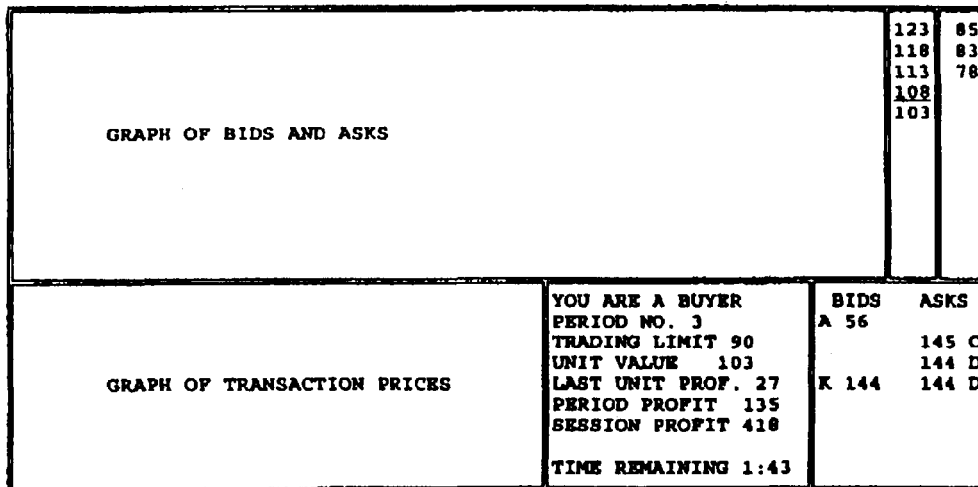 GRAPH OF BIDS AND ASKS
123 85
118 83
113 78
108
103
GRAPH OF TRANSACTION PRICES
YOU ARE A BUYER
PERIOD NO. 3
TRADING LIMIT 90
UNIT VALUE 103
LAST UNIT PROF. 27
PERIOD PROFIT 135
SESSION PROFIT 418
TIME REMAINING 1:43
BIDS ASKS
A 56
145 C
144 D
K 144 144 D